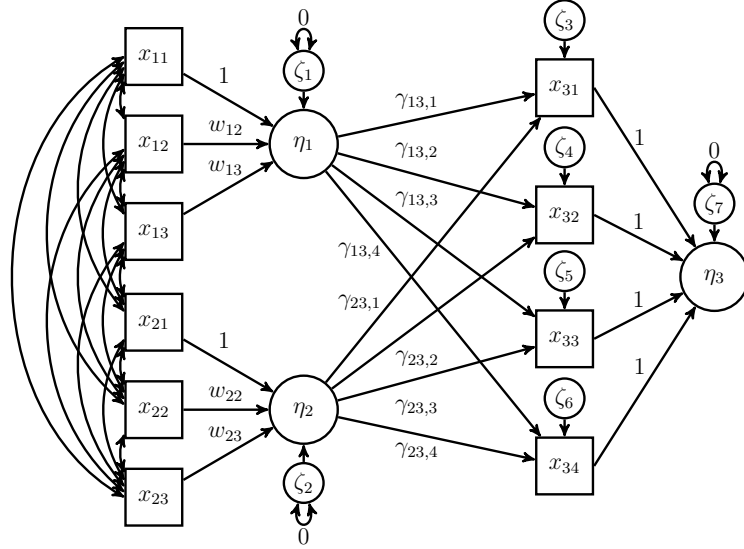 ζ₃
0
x₁₁
ζ₁
x₃₁
1
γ₁₃,₁
1
w₁₂
η₁
γ₁₃,₂
ζ₄
0
x₁₂
w₁₃
γ₁₃,₃
x₃₂
1
ζ₇
x₁₃
γ₁₃,₄
ζ₅
η₃
γ₂₃,₁
1
x₂₁
1
x₃₃
γ₂₃,₂
1
w₂₂
ζ₆
x₂₂
η₂
γ₂₃,₃
w₂₃
γ₂₃,₄
x₃₄
x₂₃
ζ₂
0